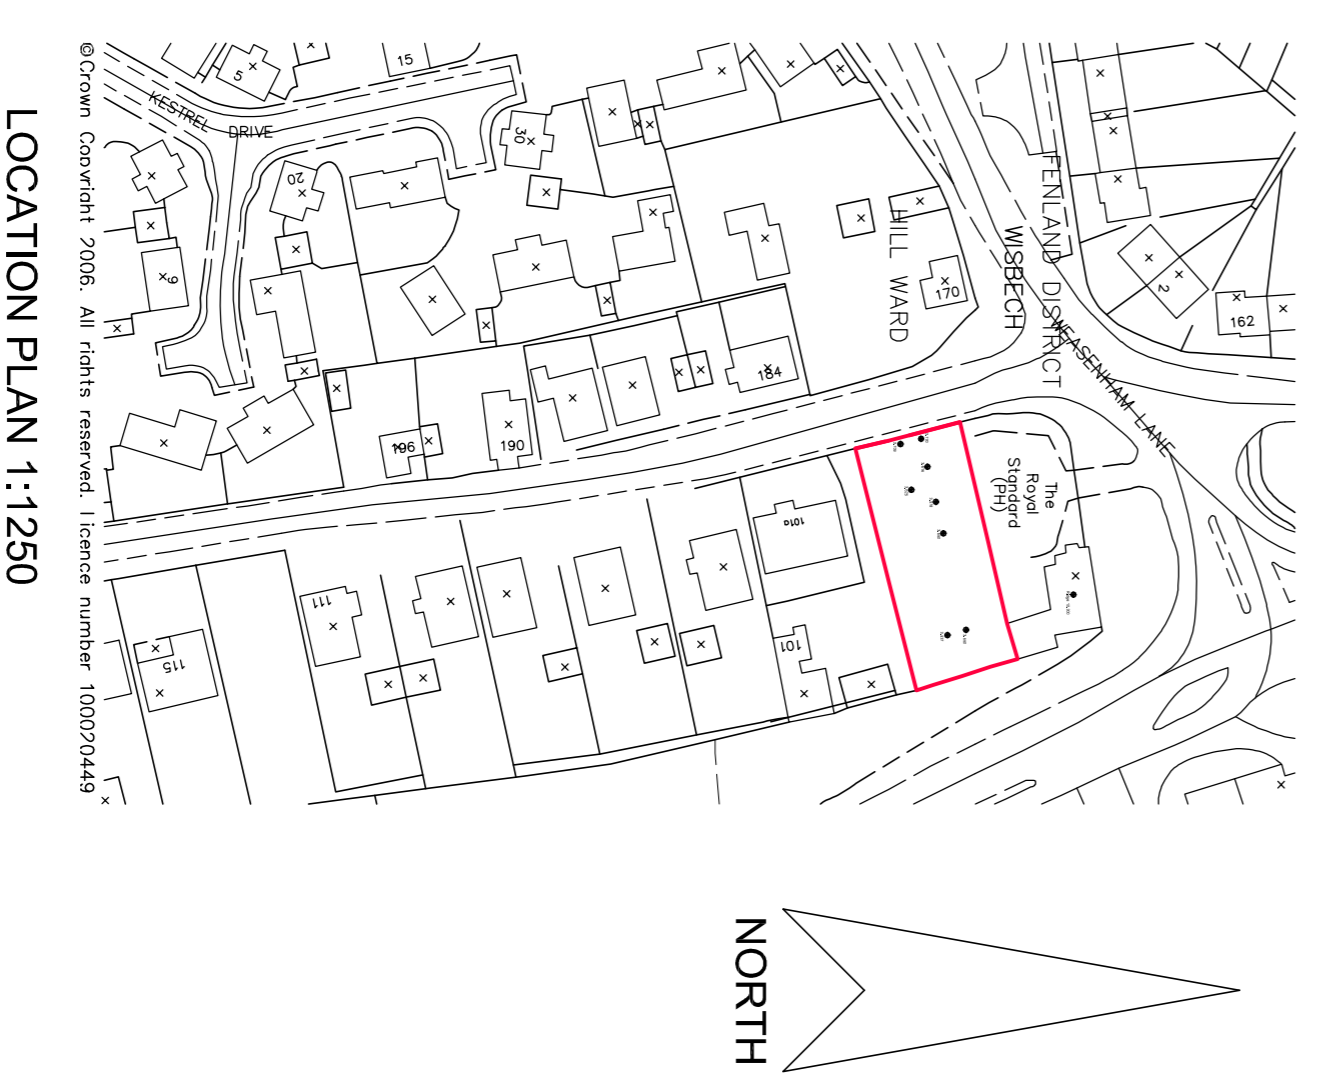 LOCATION PLAN 1:1250
©Crown Copyright 2006. All rights reserved. Licence number 100020449
NORTH
KESTREL
DRIVE
5
15
30
20
9
FENLAND DISTRICT
WISBECH
HILL WARD
WEASENHAM LANE
170
2
162
184
190
196
The
Royal
Standard
(PH)
101a
101
111
115